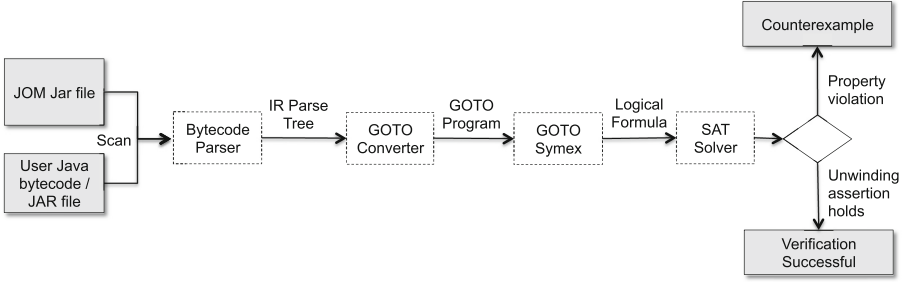 JOM Jar file
User Java
bytecode /
JAR file
Scan
Bytecode
Parser
IR Parse
Tree
GOTO
Converter
GOTO
Program
GOTO
Symex
Logical
Formula
SAT
Solver
Property
violation
Counterexample
Unwinding
assertion
holds
Verification
Successful